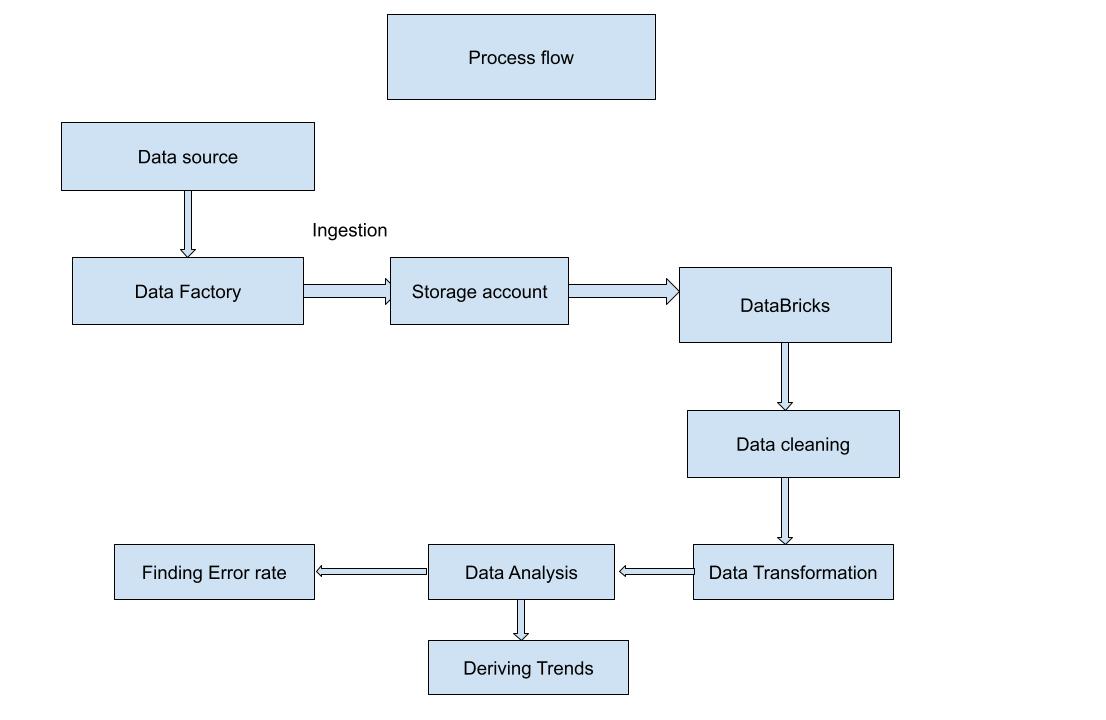 Process flow
Data source
Ingestion
Data Factory
Storage account
DataBricks
Data cleaning
Finding Error rate
Data Analysis
Data Transformation
Deriving Trends